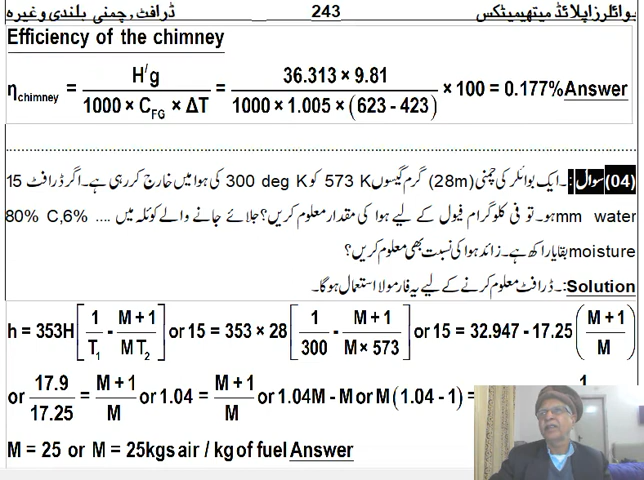 بوائلرز اپلائڈ میتھیمیٹکس 243 ڈرافٹ, چمنی بلندی وغیرہ
Efficiency of the chimney
η chimney = H/g / 1000 × C FG × ΔT = 36.313 × 9.81 / 1000 × 1.005 × (623 - 423) × 100 = 0.177% Answer
(04) سوال: ۔ ایک بوائلر کی چمنی (28m) گرم گیسوں 573 K کو 300 deg K کی ہوا میں خارج کر رہی ہے۔ اگر ڈرافٹ 15
mm water ہو۔ تو فی کلوگرام فیول کے لیے ہوا کی مقدار معلوم کریں؟ جلائے جانے والے کوئلہ میں .... 80% C,6%
moisture بقایا راکھ ہے۔ زائد ہوا کی نسبت بھی معلوم کریں؟
Solution:۔ ڈرافٹ معلوم کرنے کے لیے یہ فارمولا استعمال ہوگا۔
h = 353H [ 1/T₁ - M + 1/M T₂ ] or 15 = 353 × 28 [ 1/300 - M + 1/M × 573 ] or 15 = 32.947 - 17.25 ( M + 1/M )
or 17.9/17.25 = M + 1/M or 1.04 = M + 1/M or 1.04M - M or M (1.04 - 1) = 1
M = 25 or M = 25kgs air / kg of fuel Answer